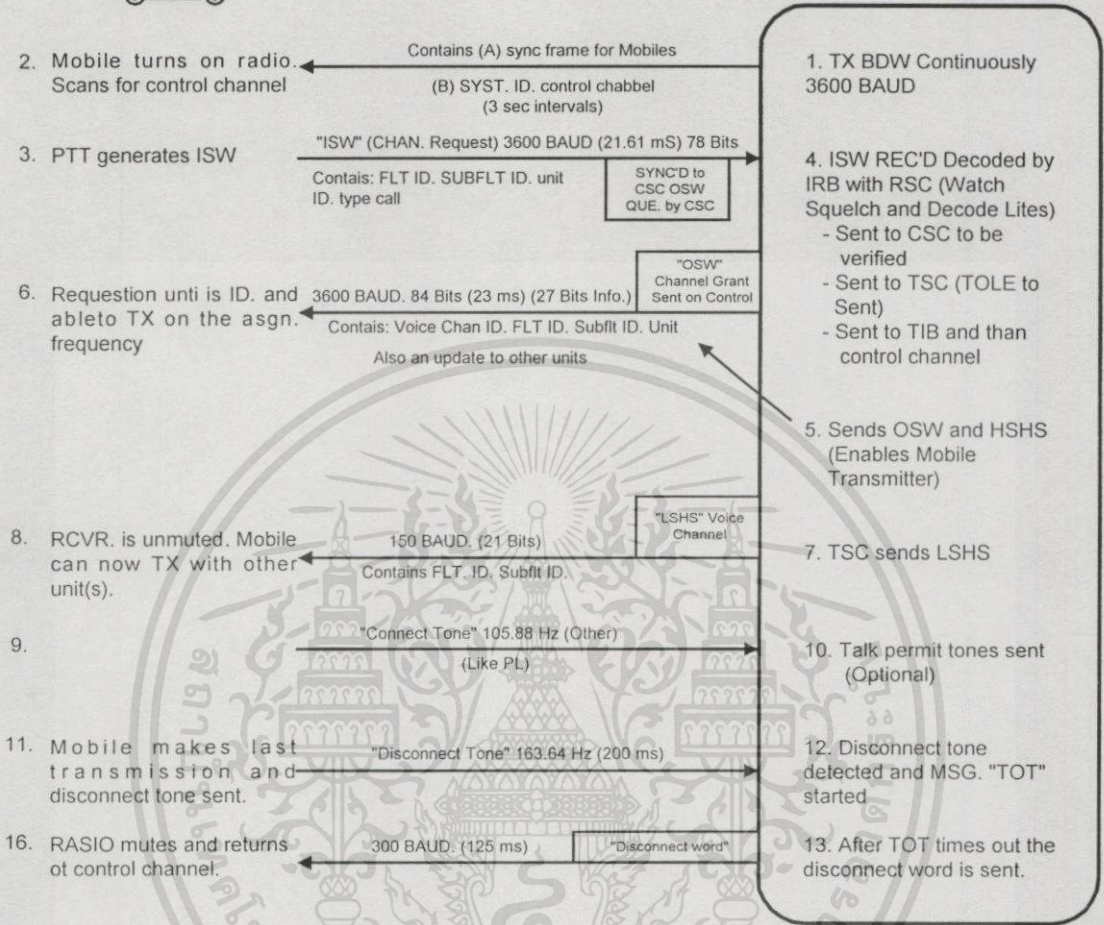 Contains (A) sync frame for Mobiles
2. Mobile turns on radio.
Scans for control channel
(B) SYST. ID. control chabbel
(3 sec intervals)
1. TX BDW Continuously
3600 BAUD
"ISW" (CHAN. Request) 3600 BAUD (21.61 mS) 78 Bits
3. PTT generates ISW
Contais: FLT ID. SUBFLT ID. unit
ID. type call
SYNC'D to
CSC OSW
QUE. by CSC
4. ISW REC'D Decoded by
IRB with RSC (Watch
Squelch and Decode Lites)
- Sent to CSC to be
verified
- Sent to TSC (TOLE to
Sent)
- Sent to TIB and than
control channel
"OSW"
Channel Grant
Sent on Control
6. Requestion unti is ID. and
ableto TX on the asgn.
frequency
3600 BAUD. 84 Bits (23 ms) (27 Bits Info.)
Contais: Voice Chan ID. FLT ID. Subflt ID. Unit
Also an update to other units
5. Sends OSW and HSHS
(Enables Mobile
Transmitter)
"LSHS" Voice
Channel
8. RCVR. is unmuted. Mobile
can now TX with other
unit(s).
150 BAUD. (21 Bits)
Contains FLT. ID. Subflt ID.
7. TSC sends LSHS
9.
"Connect Tone" 105.88 Hz (Other)
(Like PL)
10. Talk permit tones sent
(Optional)
11. Mobile makes last
transmission and
disconnect tone sent.
"Disconnect Tone" 163.64 Hz (200 ms)
12. Disconnect tone
detected and MSG. "TOT"
started
16. RASIO mutes and returns
ot control channel.
300 BAUD. (125 ms)
"Disconnect word"
13. After TOT times out the
disconnect word is sent.